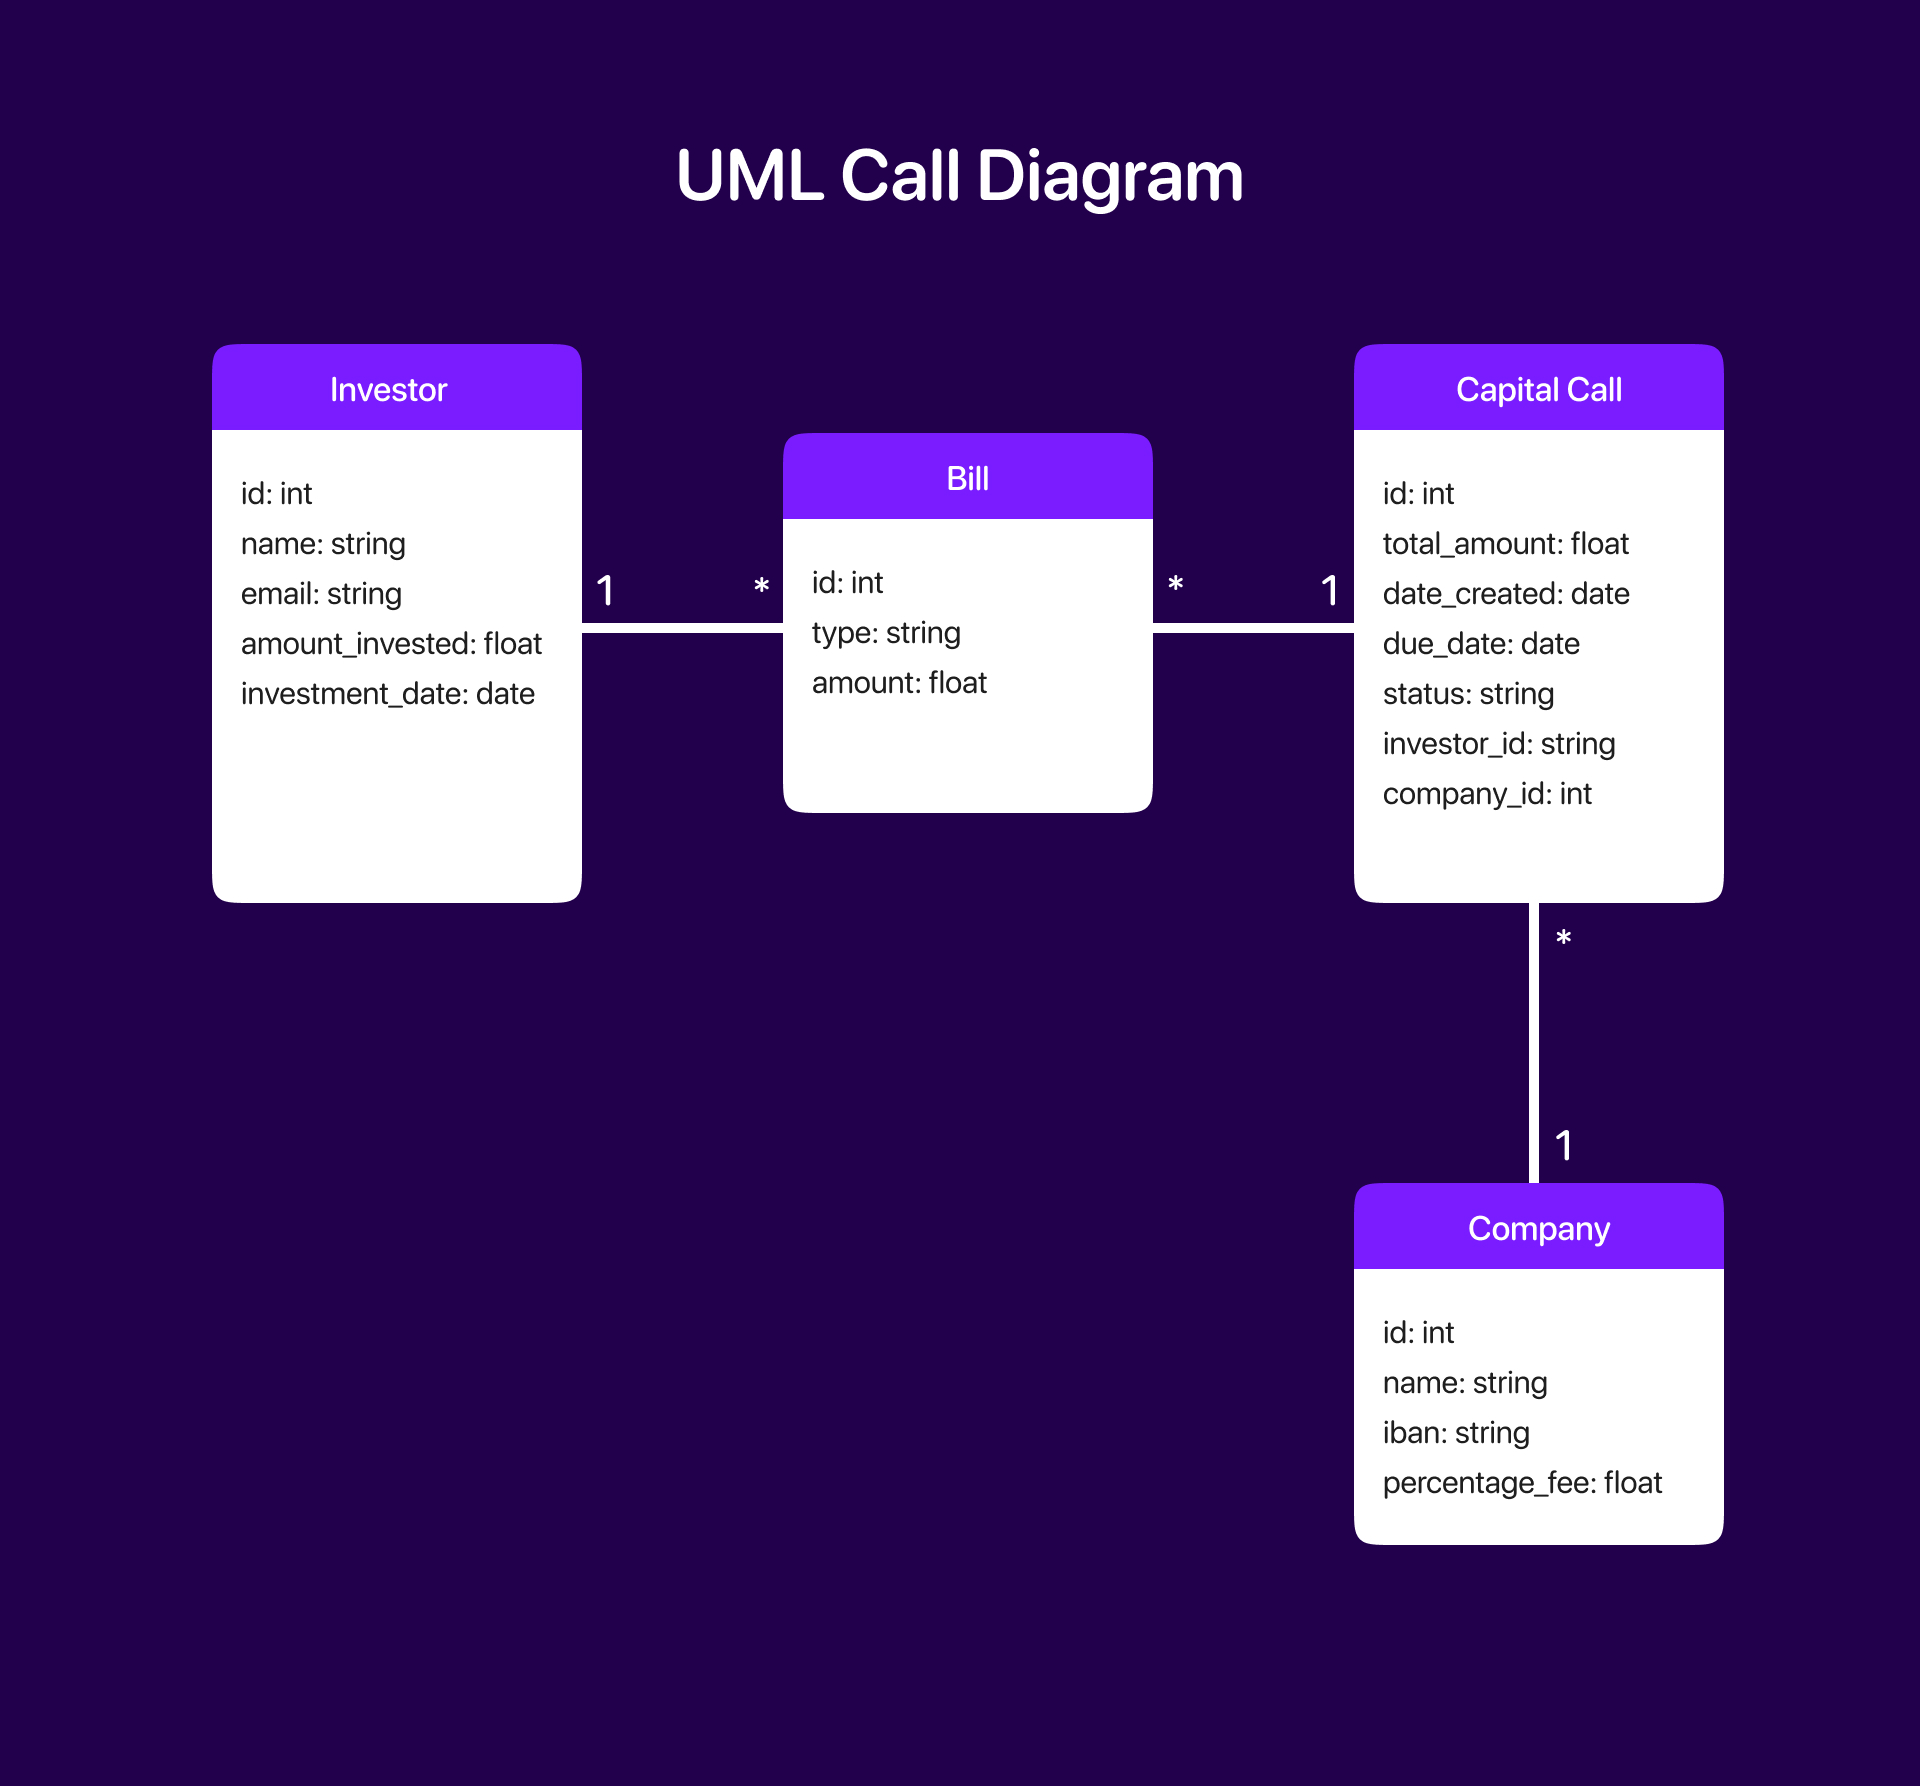 UML Call Diagram
Investor
id: int
name: string
email: string
amount_invested: float
investment_date: date
1
*
Bill
id: int
type: string
amount: float
*
1
Capital Call
id: int
total_amount: float
date_created: date
due_date: date
status: string
investor_id: string
company_id: int
*
1
Company
id: int
name: string
iban: string
percentage_fee: float